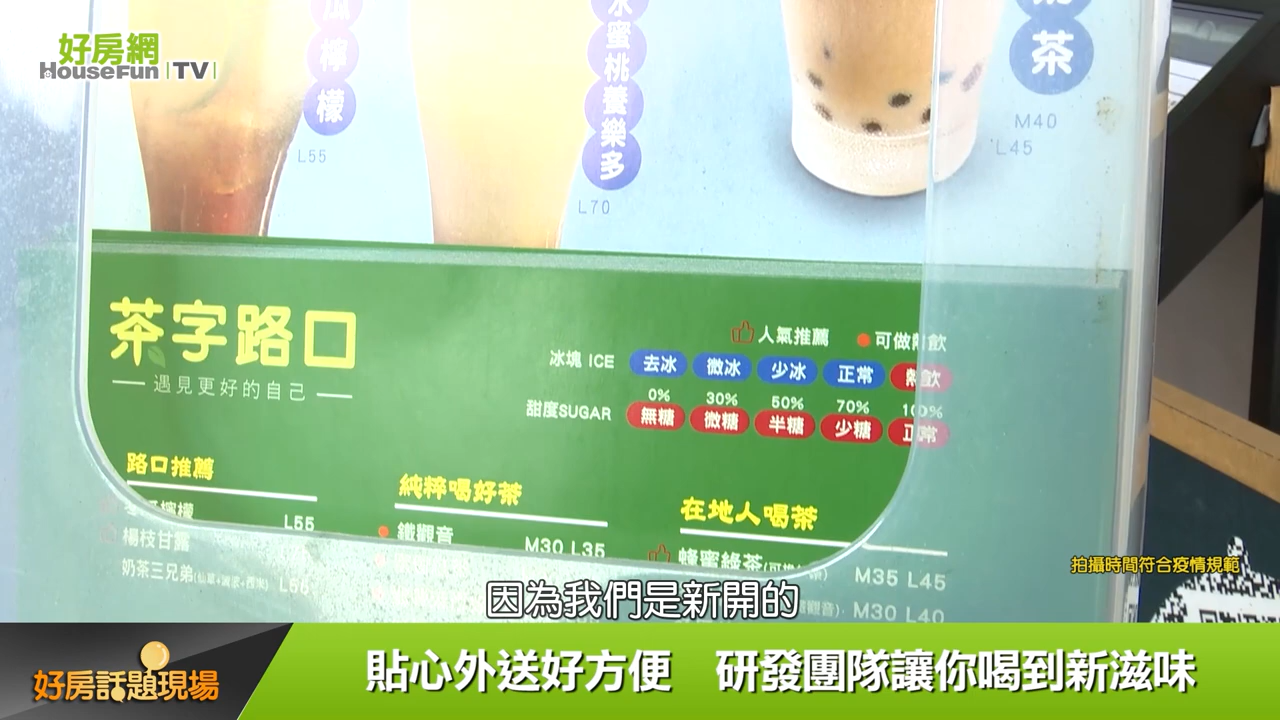 好房網
HouseFun TV
檸檬
L55
水蜜桃養樂多
L70
奶茶
M40
L45
茶字路口
遇見更好的自己
人氣推薦
可做熱飲
冰塊 ICE 去冰 微冰 少冰 正常 熱飲
0% 30% 50% 70% 100%
甜度SUGAR 無糖 微糖 半糖 少糖 正常
路口推薦
L55
楊枝甘露
奶茶三兄弟
純粹喝好茶
鐵觀音 M30 L35
在地人喝茶
蜂蜜綠茶 M35 L45
M30 L40
拍攝時間符合疫情規範
因為我們是新開的
好房話題現場
貼心外送好方便 研發團隊讓你喝到新滋味